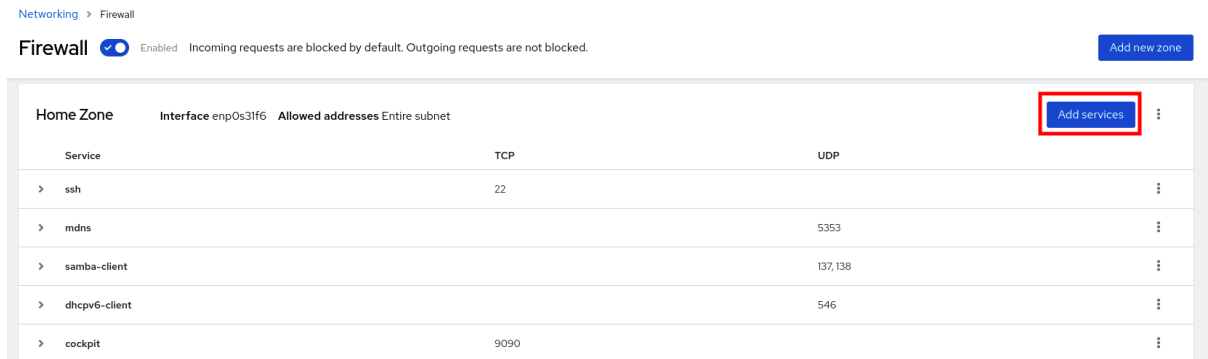 Networking > Firewall
Firewall Enabled Incoming requests are blocked by default. Outgoing requests are not blocked. Add new zone
Home Zone Interface enp0s31f6 Allowed addresses Entire subnet Add services
Service TCP UDP
ssh 22
mdns 5353
samba-client 137, 138
dhcpv6-client 546
cockpit 9090